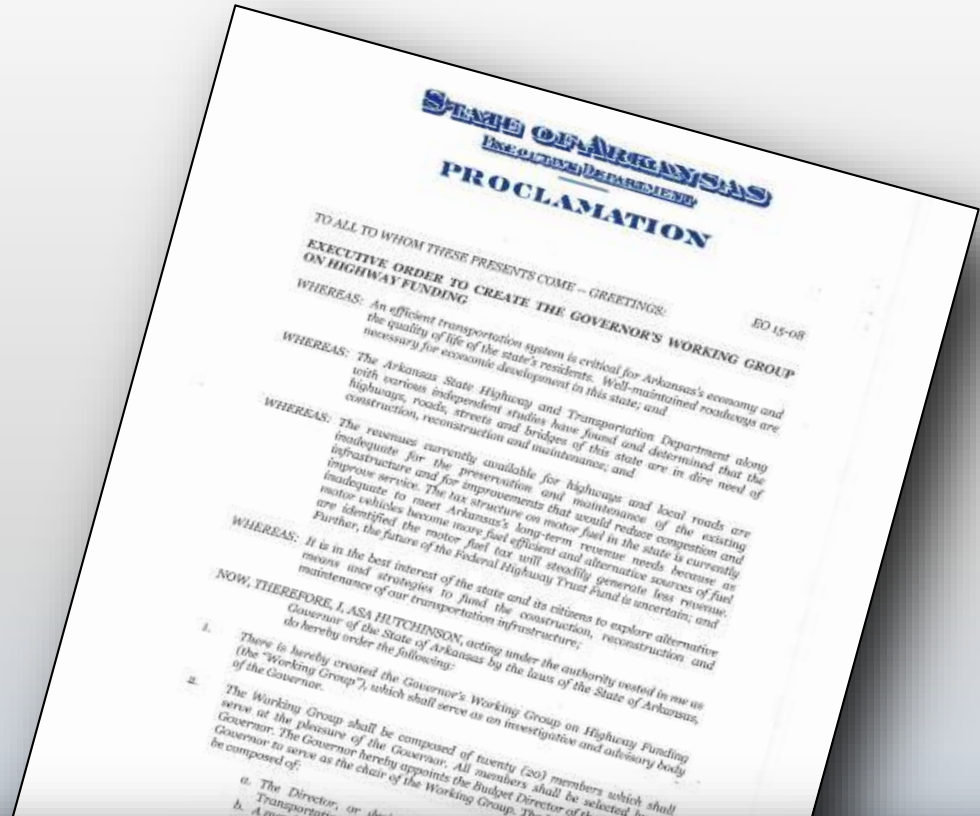 STATE OF ARKANSAS
EXECUTIVE DEPARTMENT
PROCLAMATION
TO ALL TO WHOM THESE PRESENTS COME – GREETINGS:
EO 15-08
EXECUTIVE ORDER TO CREATE THE GOVERNOR'S WORKING GROUP
ON HIGHWAY FUNDING
WHEREAS: An efficient transportation system is critical for Arkansas's economy and
the quality of life of the state's residents. Well-maintained roadways are
necessary for economic development in this state; and
WHEREAS: The Arkansas State Highway and Transportation Department along
with various independent studies have found and determined that the
highways, roads, streets and bridges of this state are in dire need of
construction, reconstruction and maintenance; and
WHEREAS: The revenues currently available for highways and local roads are
inadequate for the preservation and maintenance of the existing
infrastructure and for improvements that would reduce congestion and
improve service. The tax structure on motor fuel in the state is currently
inadequate to meet Arkansas's long-term revenue needs because as
motor vehicles become more fuel efficient and alternative sources of fuel
are identified the motor fuel tax will steadily generate less revenue.
Further, the future of the Federal Highway Trust Fund is uncertain; and
WHEREAS: It is in the best interest of the state and its citizens to explore alternative
means and strategies to fund the construction, reconstruction and
maintenance of our transportation infrastructure;
NOW, THEREFORE, I, ASA HUTCHINSON, acting under the authority vested in me as
Governor of the State of Arkansas by the laws of the State of Arkansas,
do hereby order the following:
1. There is hereby created the Governor's Working Group on Highway Funding
(the "Working Group"), which shall serve as an investigative and advisory body
of the Governor.
2. The Working Group shall be composed of twenty (20) members which shall
serve at the pleasure of the Governor. All members shall be selected
Governor. The Governor hereby appoints the Budget Director of the
Governor to serve as the chair of the Working Group. The
be composed of:
a. The Director, or
b. A